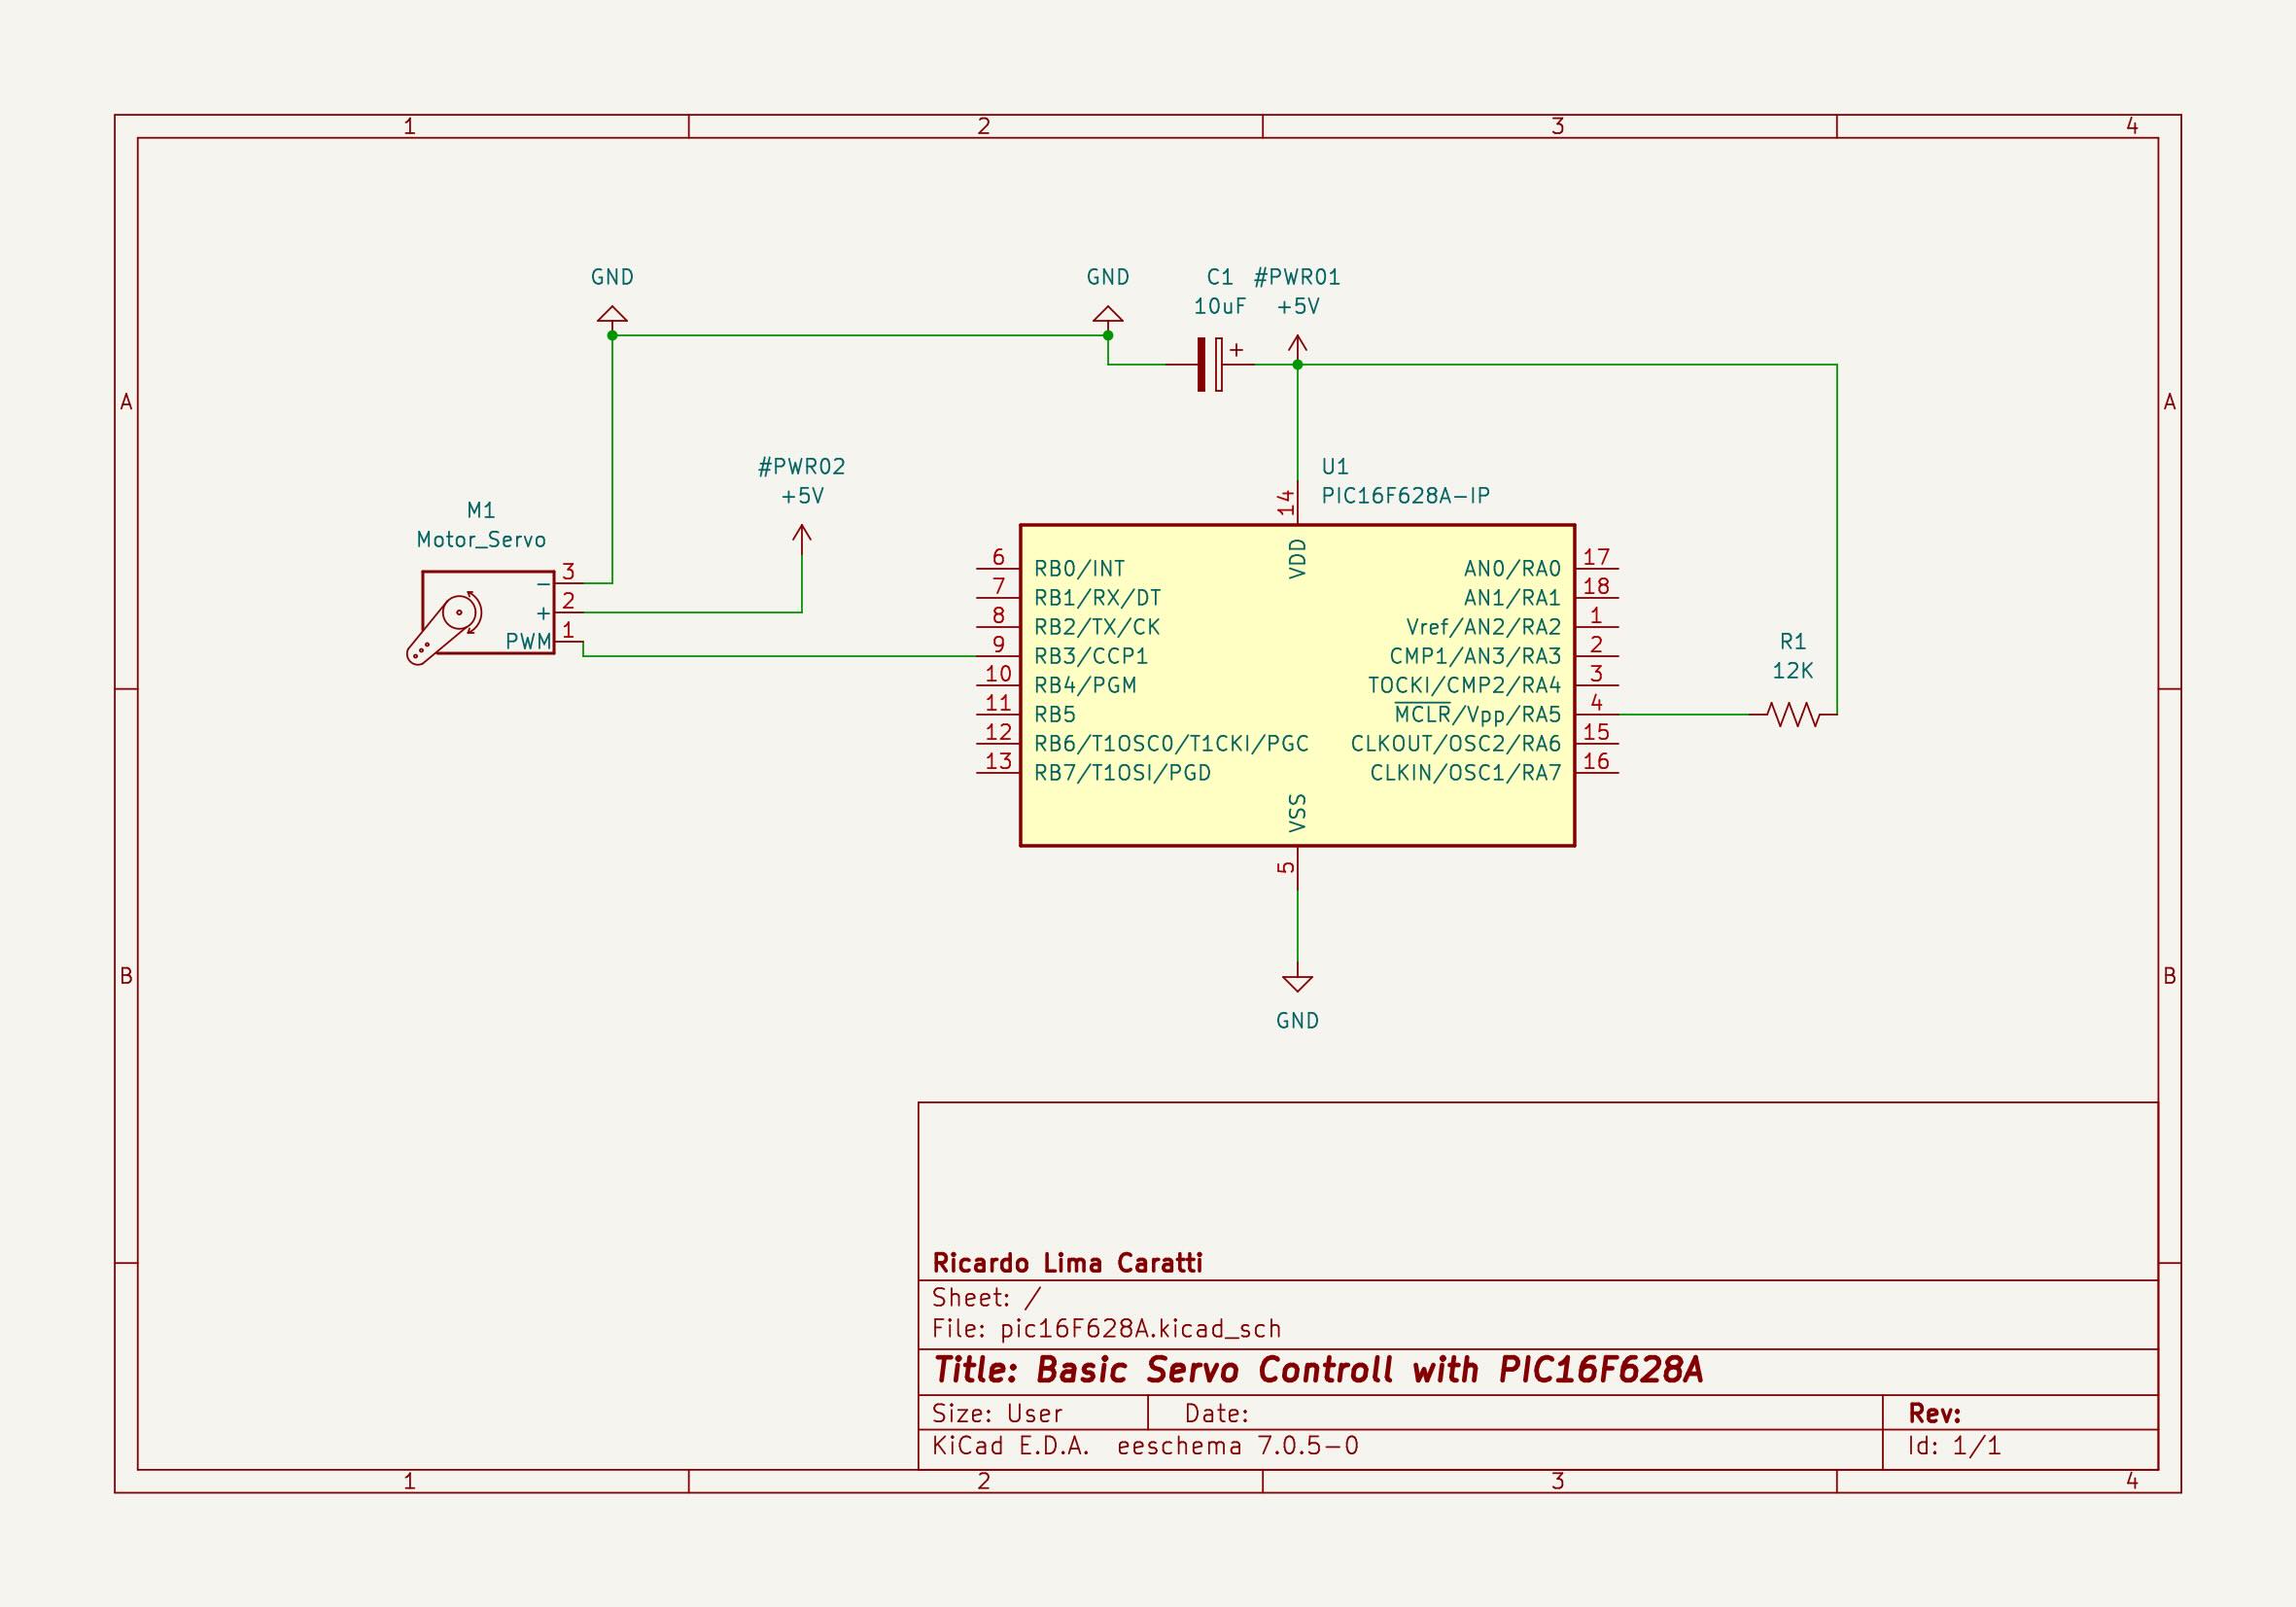 1 2 3 4
GND GND C1 #PWR01
10uF +5V
+
A A
#PWR02 U1
+5V PIC16F628A-IP
14
M1
Motor_Servo
VDD
3 −
2 +
1 PWM
6 RB0/INT AN0/RA0 17
7 RB1/RX/DT AN1/RA1 18
8 RB2/TX/CK Vref/AN2/RA2 1
9 RB3/CCP1 CMP1/AN3/RA3 2
10 RB4/PGM TOCKI/CMP2/RA4 3
11 RB5 MCLR/Vpp/RA5 4
12 RB6/T1OSC0/T1CKI/PGC CLKOUT/OSC2/RA6 15
13 RB7/T1OSI/PGD CLKIN/OSC1/RA7 16
R1
12K
VSS
5
B B
GND
Ricardo Lima Caratti
Sheet: /
File: pic16F628A.kicad_sch
Title: Basic Servo Controll with PIC16F628A
Size: User Date: Rev:
KiCad E.D.A. eeschema 7.0.5-0 Id: 1/1
1 2 3 4